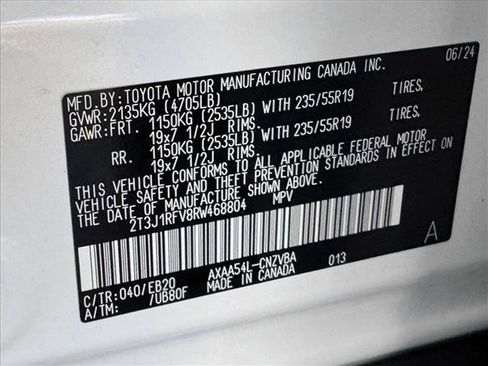 MFD.BY:TOYOTA MOTOR MANUFACTURING CANADA INC. 06/24
GVWR:2135KG (4705LB)
GAWR:FRT. 1150KG (2535LB) WITH 235/55R19 TIRES,
19x7 1/2J RIMS
RR. 1150KG (2535LB) WITH 235/55R19 TIRES,
19x7 1/2J RIMS
THIS VEHICLE CONFORMS TO ALL APPLICABLE FEDERAL MOTOR
VEHICLE SAFETY AND THEFT PREVENTION STANDARDS IN EFFECT ON
THE DATE OF MANUFACTURE SHOWN ABOVE.
2T3J1RFV8RW468804 MPV
A
C/TR:040/EB20 AXAA54L-CNZVBA 013
A/TM: /UB80F MADE IN CANADA